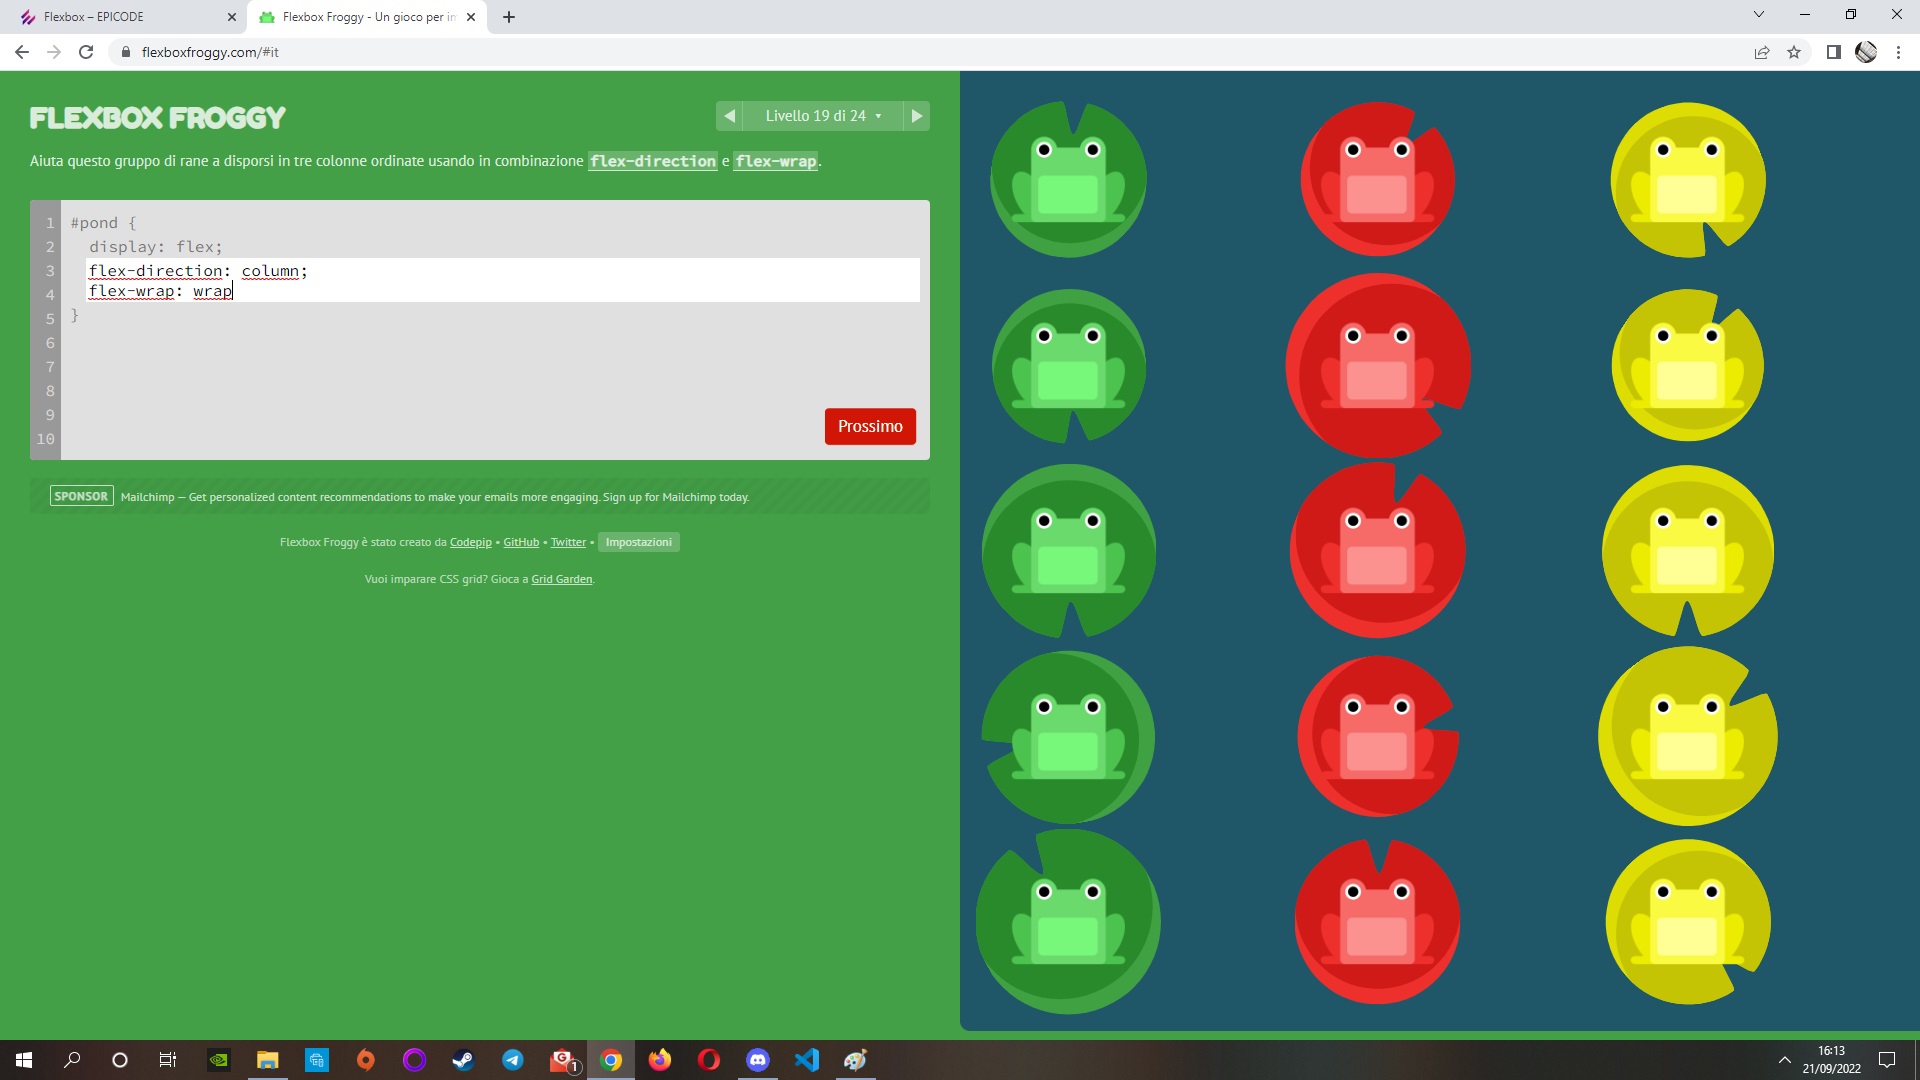 Flexbox – EPICODE
Flexbox Froggy - Un gioco per im
flexboxfroggy.com/#it
FLEXBOX FROGGY
Livello 19 di 24
Aiuta questo gruppo di rane a disporsi in tre colonne ordinate usando in combinazione flex-direction e flex-wrap.
1 #pond {
2 display: flex;
3 flex-direction: column;
4 flex-wrap: wrap
5 }
6
7
8
9
10
Prossimo
SPONSOR Mailchimp — Get personalized content recommendations to make your emails more engaging. Sign up for Mailchimp today.
Flexbox Froggy è stato creato da Codepip • GitHub • Twitter • Impostazioni
Vuoi imparare CSS grid? Gioca a Grid Garden.
G
1
16:13
21/09/2022